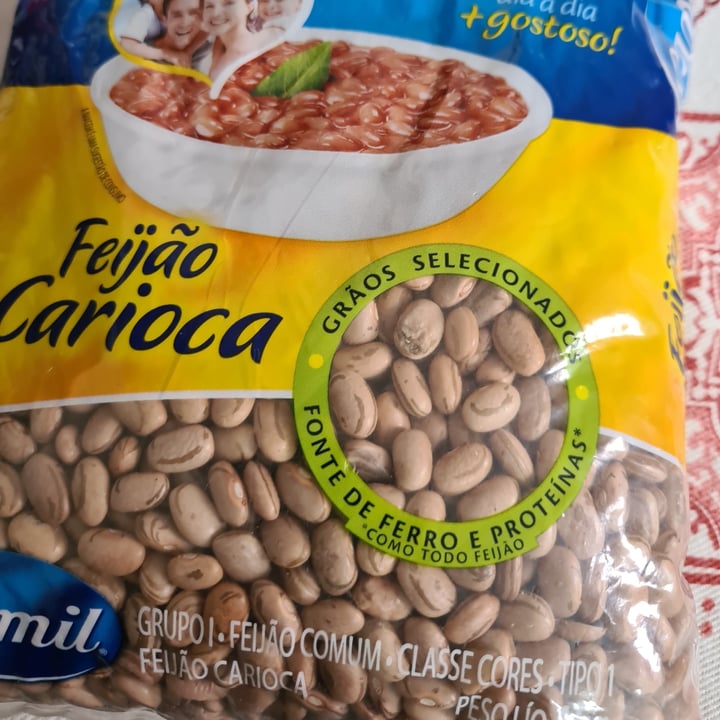 dia a dia
+gostoso!
Feijão
Carioca
GRÃOS SELECIONADOS
FONTE DE FERRO E PROTEÍNAS*
*COMO TODO FEIJÃO
mil
GRUPO I • FEIJÃO COMUM • CLASSE CORES • TIPO 1
FEIJÃO CARIOCA
PESO LÍQ